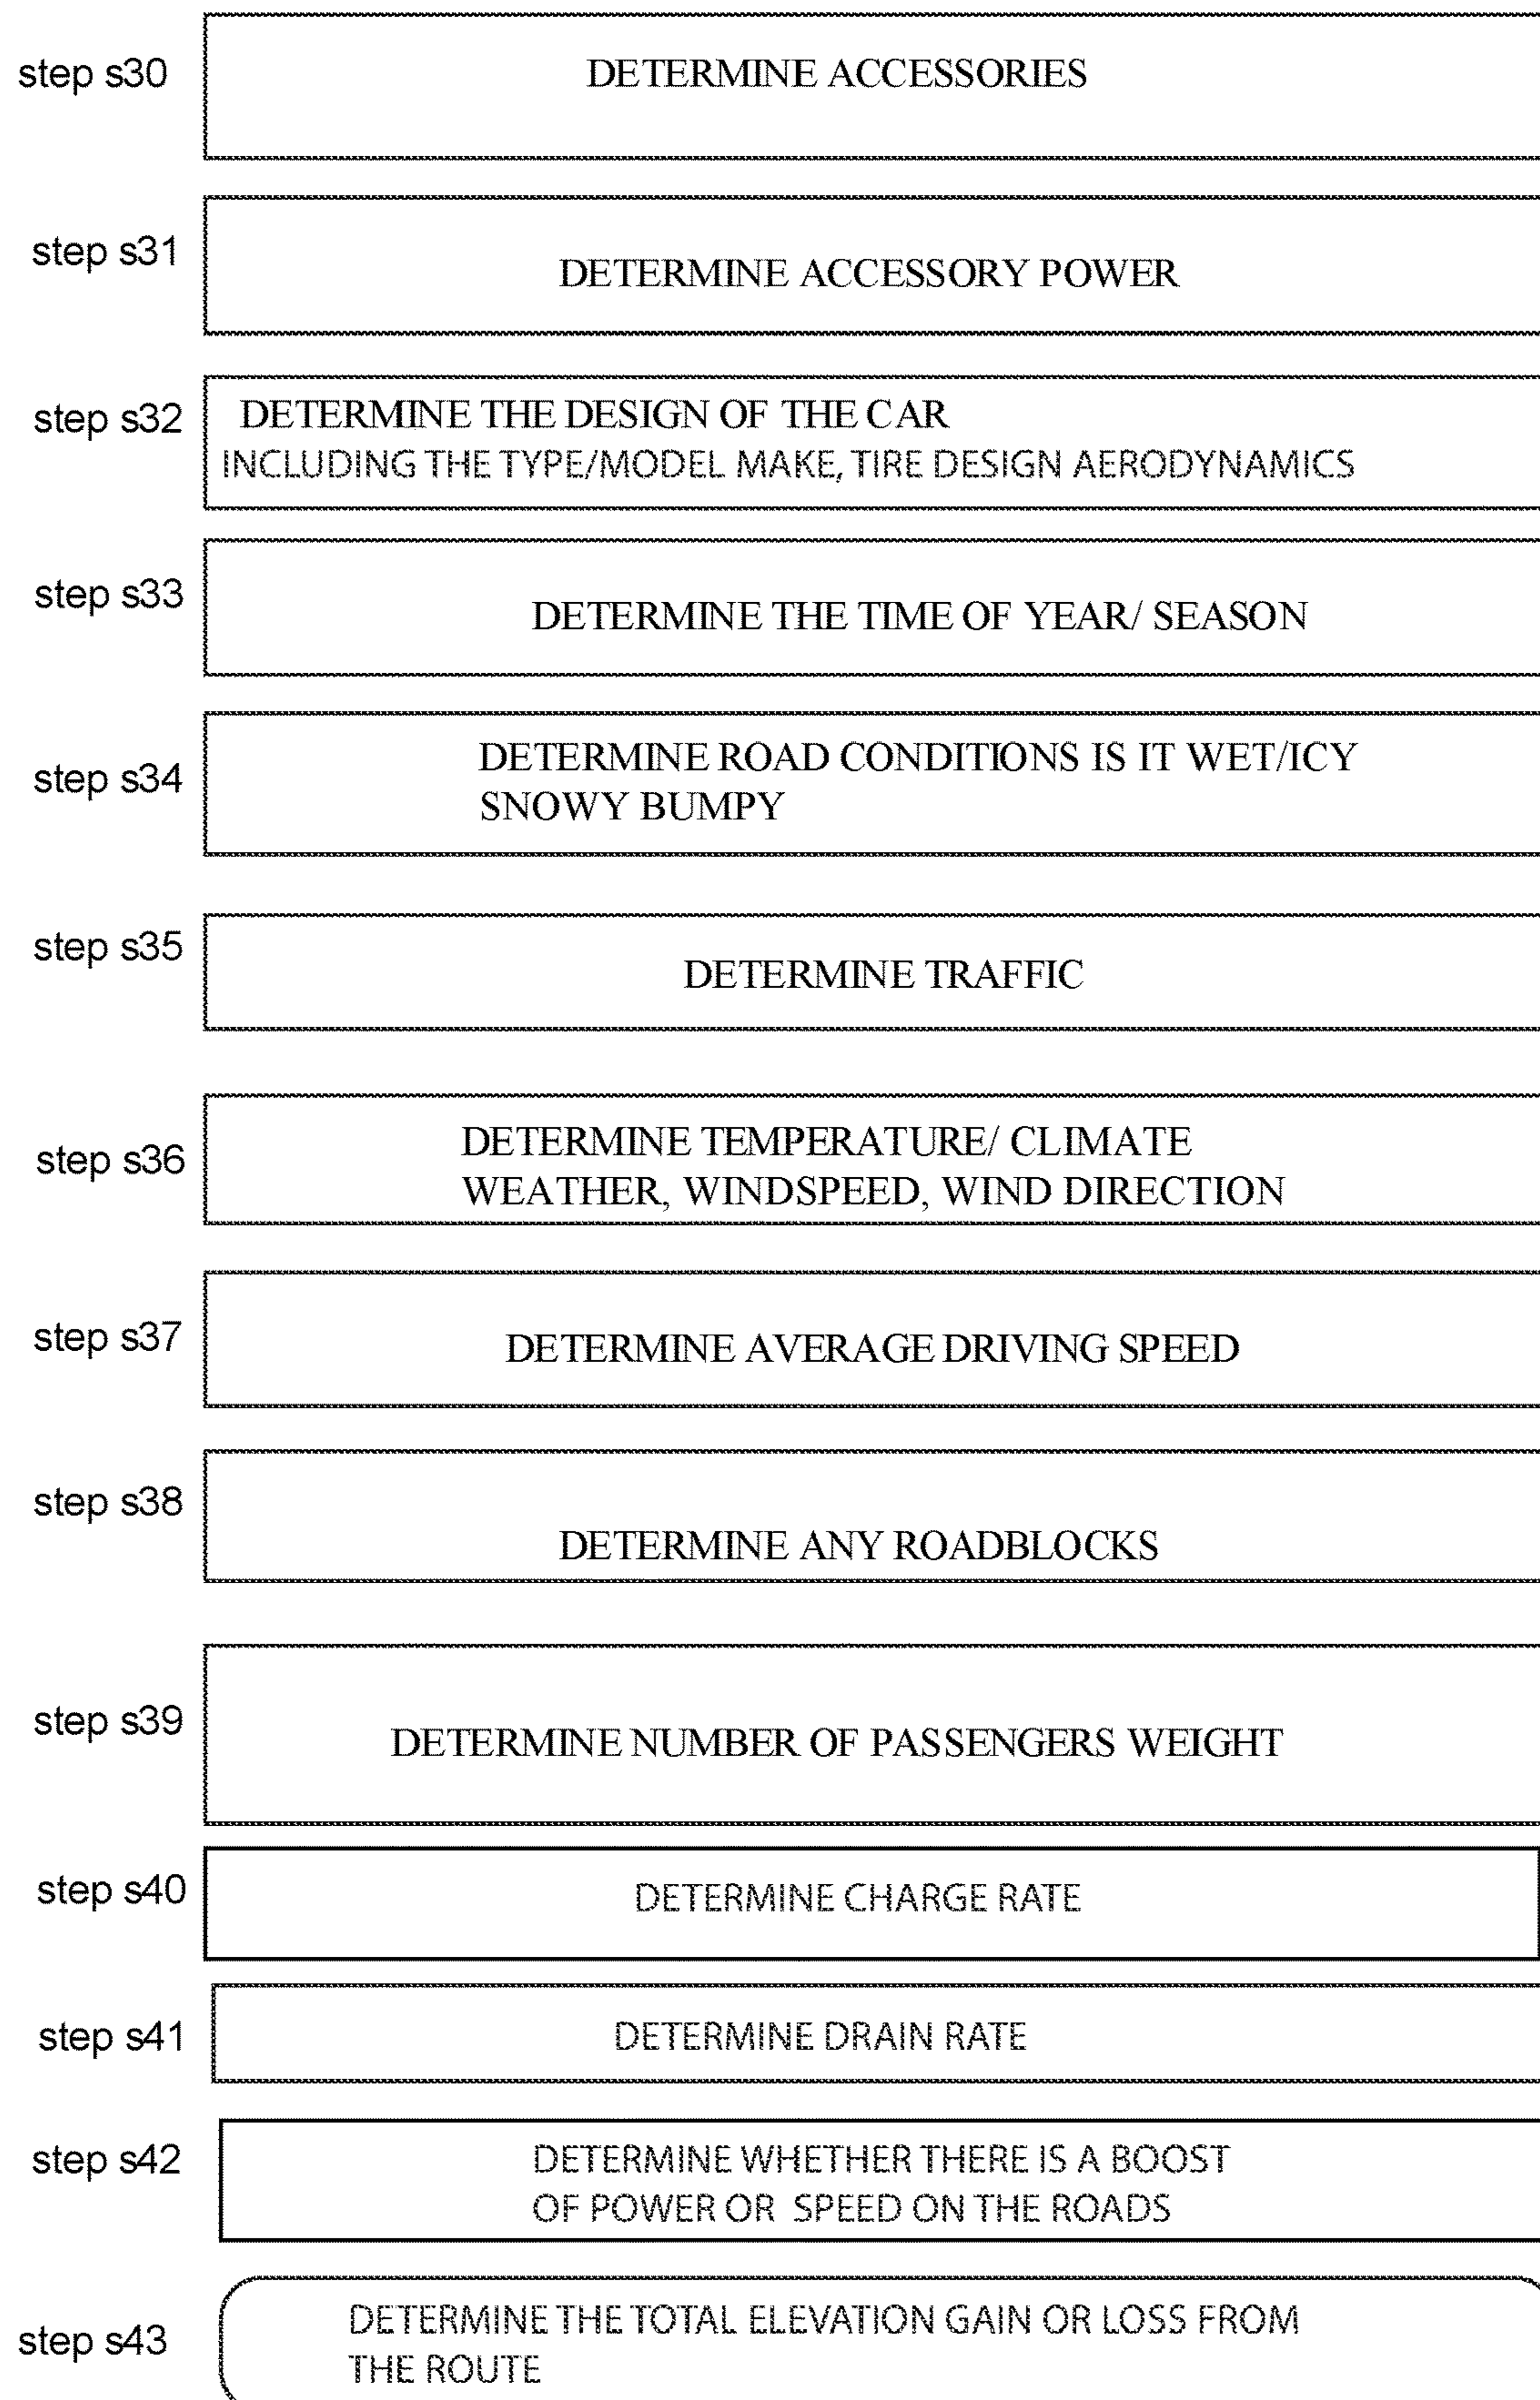 step s30
DETERMINE ACCESSORIES
step s31
DETERMINE ACCESSORY POWER
step s32
DETERMINE THE DESIGN OF THE CAR
INCLUDING THE TYPE/MODEL MAKE, TIRE DESIGN AERODYNAMICS
step s33
DETERMINE THE TIME OF YEAR/ SEASON
step s34
DETERMINE ROAD CONDITIONS IS IT WET/ICY
SNOWY BUMPY
step s35
DETERMINE TRAFFIC
step s36
DETERMINE TEMPERATURE/ CLIMATE
WEATHER, WINDSPEED, WIND DIRECTION
step s37
DETERMINE AVERAGE DRIVING SPEED
step s38
DETERMINE ANY ROADBLOCKS
step s39
DETERMINE NUMBER OF PASSENGERS WEIGHT
step s40
DETERMINE CHARGE RATE
step s41
DETERMINE DRAIN RATE
step s42
DETERMINE WHETHER THERE IS A BOOST
OF POWER OR SPEED ON THE ROADS
step s43
DETERMINE THE TOTAL ELEVATION GAIN OR LOSS FROM
THE ROUTE